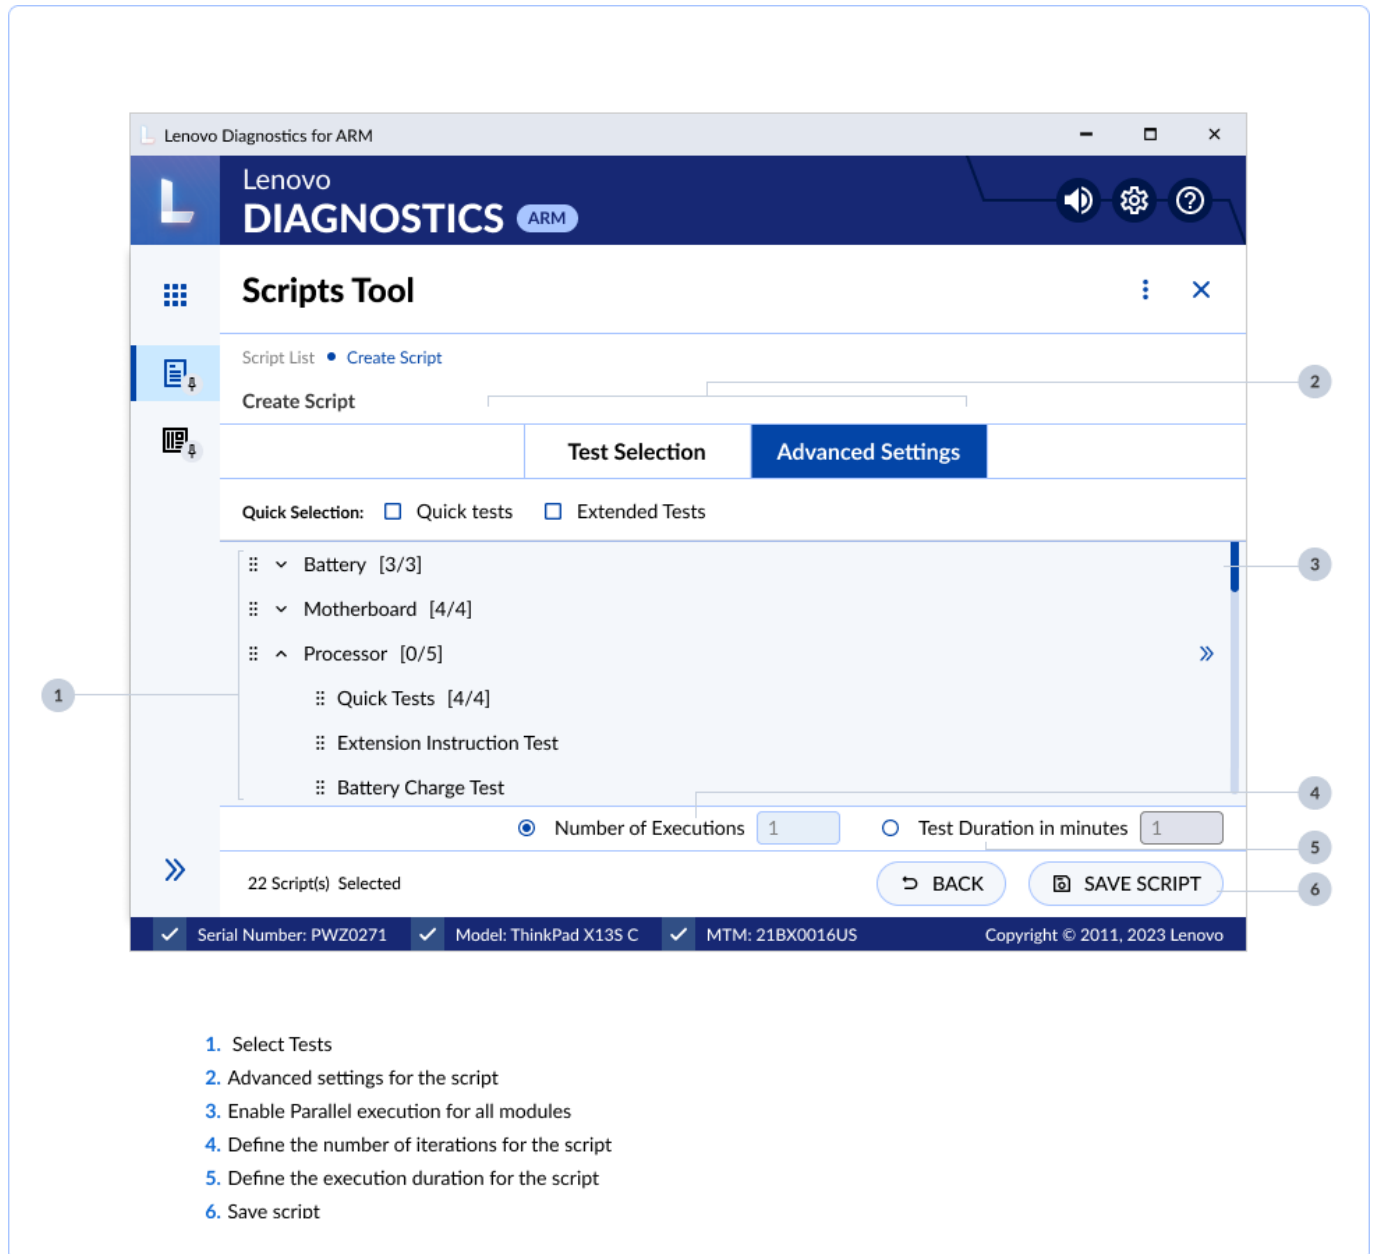 Lenovo Diagnostics for ARM
Lenovo
DIAGNOSTICS ARM
Scripts Tool
Script List • Create Script
Create Script
2
Test Selection Advanced Settings
Quick Selection: Quick tests Extended Tests
Battery [3/3]
3
Motherboard [4/4]
Processor [0/5]
1
Quick Tests [4/4]
Extension Instruction Test
Battery Charge Test
4
Number of Executions 1 Test Duration in minutes 1
5
22 Script(s) Selected BACK SAVE SCRIPT
6
Serial Number: PWZ0271 Model: ThinkPad X13S C MTM: 21BX0016US Copyright © 2011, 2023 Lenovo
1. Select Tests
2. Advanced settings for the script
3. Enable Parallel execution for all modules
4. Define the number of iterations for the script
5. Define the execution duration for the script
6. Save script